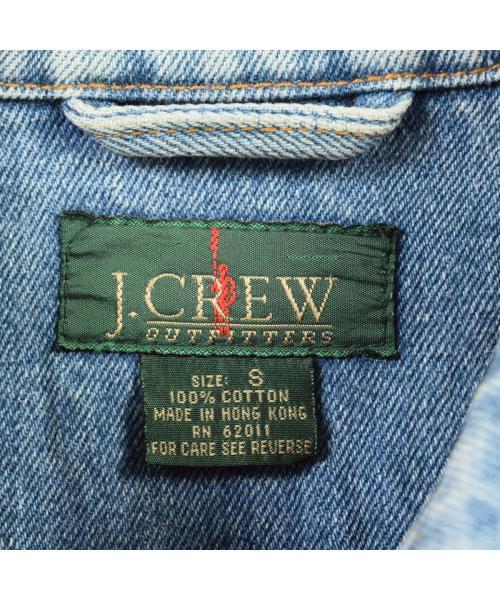 J.CREW
OUTFITTERS
SIZE: S
100% COTTON
MADE IN HONG KONG
RN 62011
FOR CARE SEE REVERSE